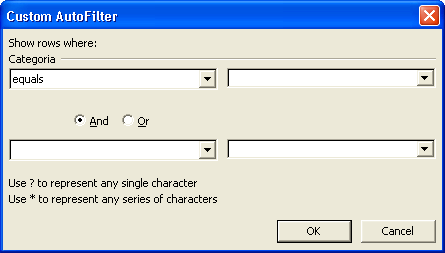 Custom AutoFilter
Show rows where:
Categoria
equals
And Or
Use ? to represent any single character
Use * to represent any series of characters
OK Cancel